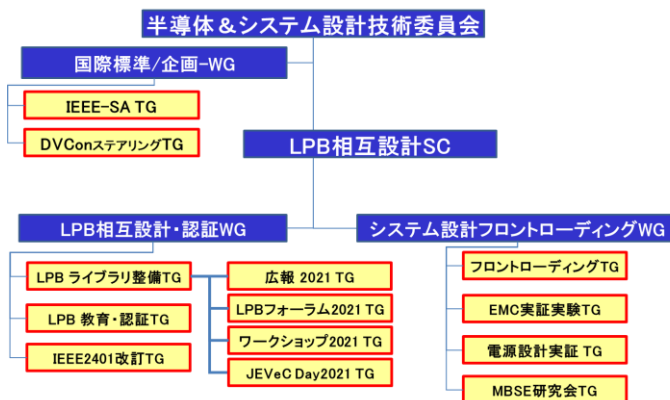 半導体＆システム設計技術委員会
国際標準/企画-WG
IEEE-SA TG
DVConステアリングTG
LPB相互設計SC
LPB相互設計・認証WG
システム設計フロントローディングWG
LPB ライブラリ整備TG
LPB 教育・認証TG
IEEE2401改訂TG
広報 2021 TG
LPBフォーラム2021 TG
ワークショップ2021 TG
JEVeC Day2021 TG
フロントローディングTG
EMC実証実験TG
電源設計実証 TG
MBSE研究会TG